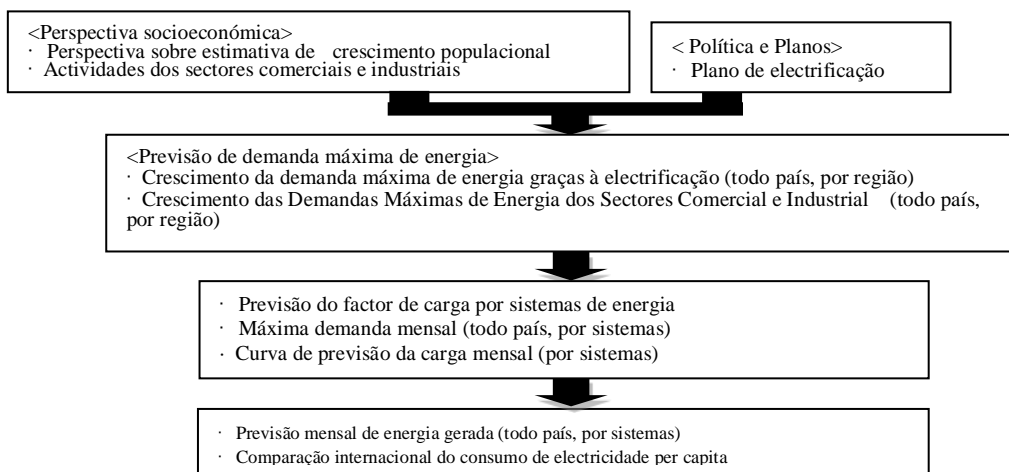 <Perspectiva socioeconómica>
· Perspectiva sobre estimativa de crescimento populacional
· Actividades dos sectores comerciais e industriais
< Política e Planos>
· Plano de electrificação
<Previsão de demanda máxima de energia>
· Crescimento da demanda máxima de energia graças à electrificação (todo país, por região)
· Crescimento das Demandas Máximas de Energia dos Sectores Comercial e Industrial (todo país,
por região)
· Previsão do factor de carga por sistemas de energia
· Máxima demanda mensal (todo país, por sistemas)
· Curva de previsão da carga mensal (por sistemas)
· Previsão mensal de energia gerada (todo país, por sistemas)
· Comparação internacional do consumo de electricidade per capita